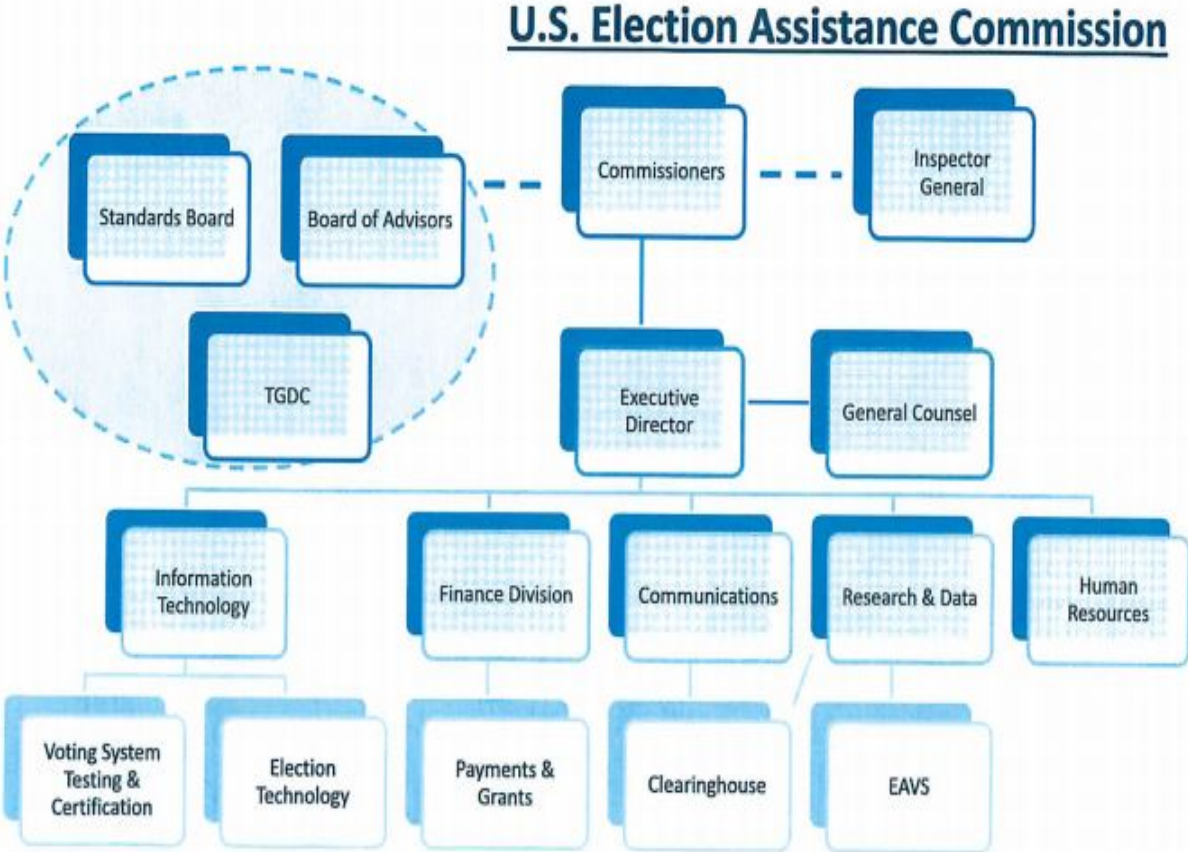 U.S. Election Assistance Commission
Standards Board
Board of Advisors
Commissioners
Inspector
General
TGDC
Executive
Director
General Counsel
Information
Technology
Finance Division
Communications
Research & Data
Human
Resources
Voting System
Testing &
Certification
Election
Technology
Payments &
Grants
Clearinghouse
EAVS